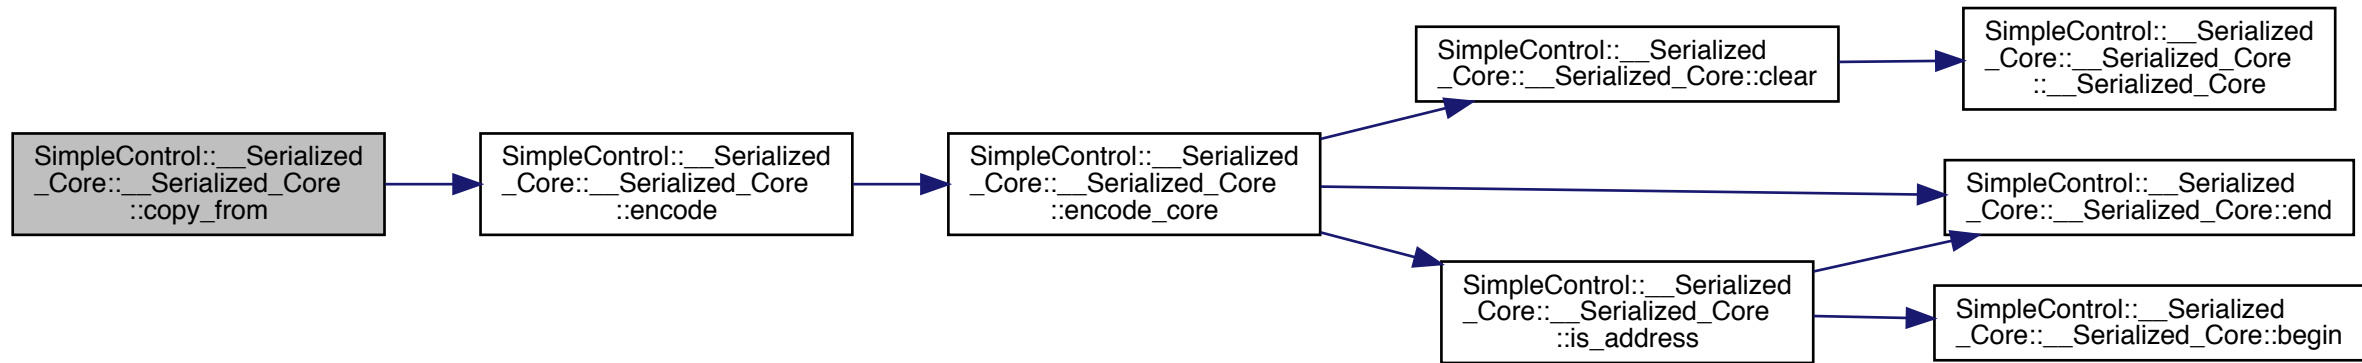 SimpleControl::__Serialized
_Core::__Serialized_Core
::copy_from
SimpleControl::__Serialized
_Core::__Serialized_Core
::encode
SimpleControl::__Serialized
_Core::__Serialized_Core
::encode_core
SimpleControl::__Serialized
_Core::__Serialized_Core::clear
SimpleControl::__Serialized
_Core::__Serialized_Core
::__Serialized_Core
SimpleControl::__Serialized
_Core::__Serialized_Core::end
SimpleControl::__Serialized
_Core::__Serialized_Core
::is_address
SimpleControl::__Serialized
_Core::__Serialized_Core::begin